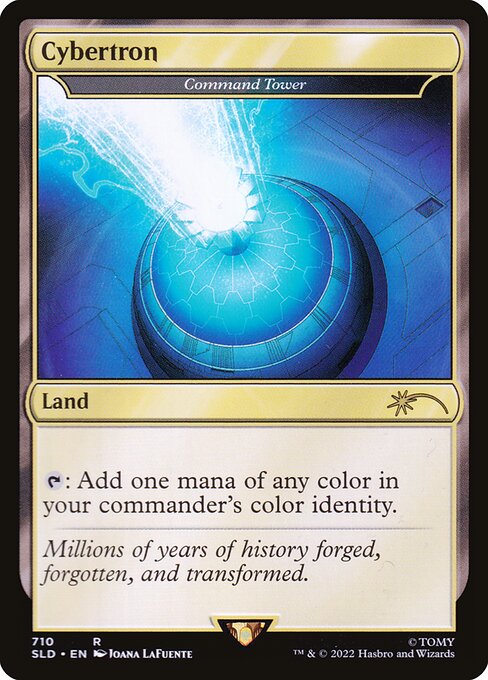 Cybertron
Command Tower
Land
: Add one mana of any color in
your commander's color identity.
Millions of years of history forged,
forgotten, and transformed.
710 R
SLD • EN Joana LaFuente
© TOMY
™ & © 2022 Hasbro and Wizards